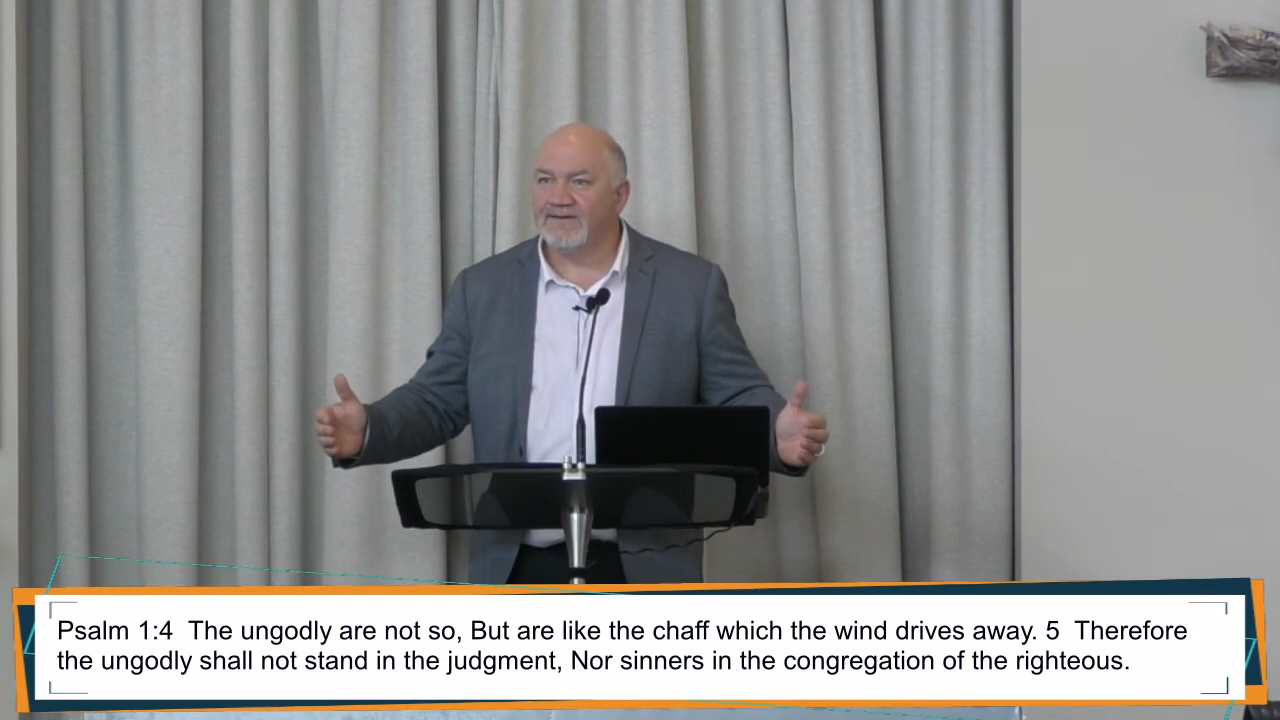 Psalm 1:4  The ungodly are not so, But are like the chaff which the wind drives away. 5  Therefore
the ungodly shall not stand in the judgment, Nor sinners in the congregation of the righteous.